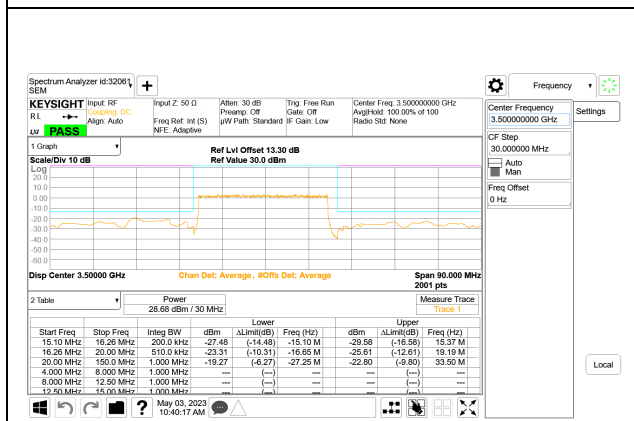 Spectrum Analyzer id:32061
SEM
Frequency
KEYSIGHT Input: RF Input Z: 50 Ω Atten: 30 dB Trig: Free Run Center Freq: 3.500000000 GHz
RL Coupling: DC Preamp: Off Gate: Off Avg|Hold: 100.00% of 100
Align: Auto Freq Ref: Int (S) µW Path: Standard IF Gain: Low Radio Std: None
LVI PASS NFE: Adaptive
Center Frequency
3.500000000 GHz
Settings
CF Step
30.000000 MHz
Auto
Man
Freq Offset
0 Hz
1 Graph Ref Lvl Offset 13.30 dB
Scale/Div 10 dB Ref Value 30.0 dBm
Log
20.0
10.0
0.00
-10.0
-20.0
-30.0
-40.0
-50.0
-60.0
Disp Center 3.50000 GHz Chan Det: Average, #Offs Det: Average Span 90.000 MHz
2001 pts
2 Table Power Measure Trace
28.68 dBm / 30 MHz Trace 1
Lower Upper
Start Freq Stop Freq Integ BW dBm ΔLimit(dB) Freq (Hz) dBm ΔLimit(dB) Freq (Hz)
15.10 MHz 16.26 MHz 200.0 kHz -27.48 (-14.48) -15.10 M -29.58 (-16.58) 15.37 M
16.26 MHz 20.00 MHz 510.0 kHz -23.31 (-10.31) -16.65 M -25.61 (-12.61) 19.19 M
20.00 MHz 150.0 MHz 1.000 MHz -19.27 (-6.27) -27.25 M -22.80 (-9.80) 33.50 M
4.000 MHz 8.000 MHz 1.000 MHz --- (---) --- --- (---) ---
8.000 MHz 12.50 MHz 1.000 MHz --- (---) --- --- (---) ---
12.50 MHz 15.00 MHz 1.000 MHz --- (---) --- --- (---) ---
Local
May 03, 2023
10:40:17 AM